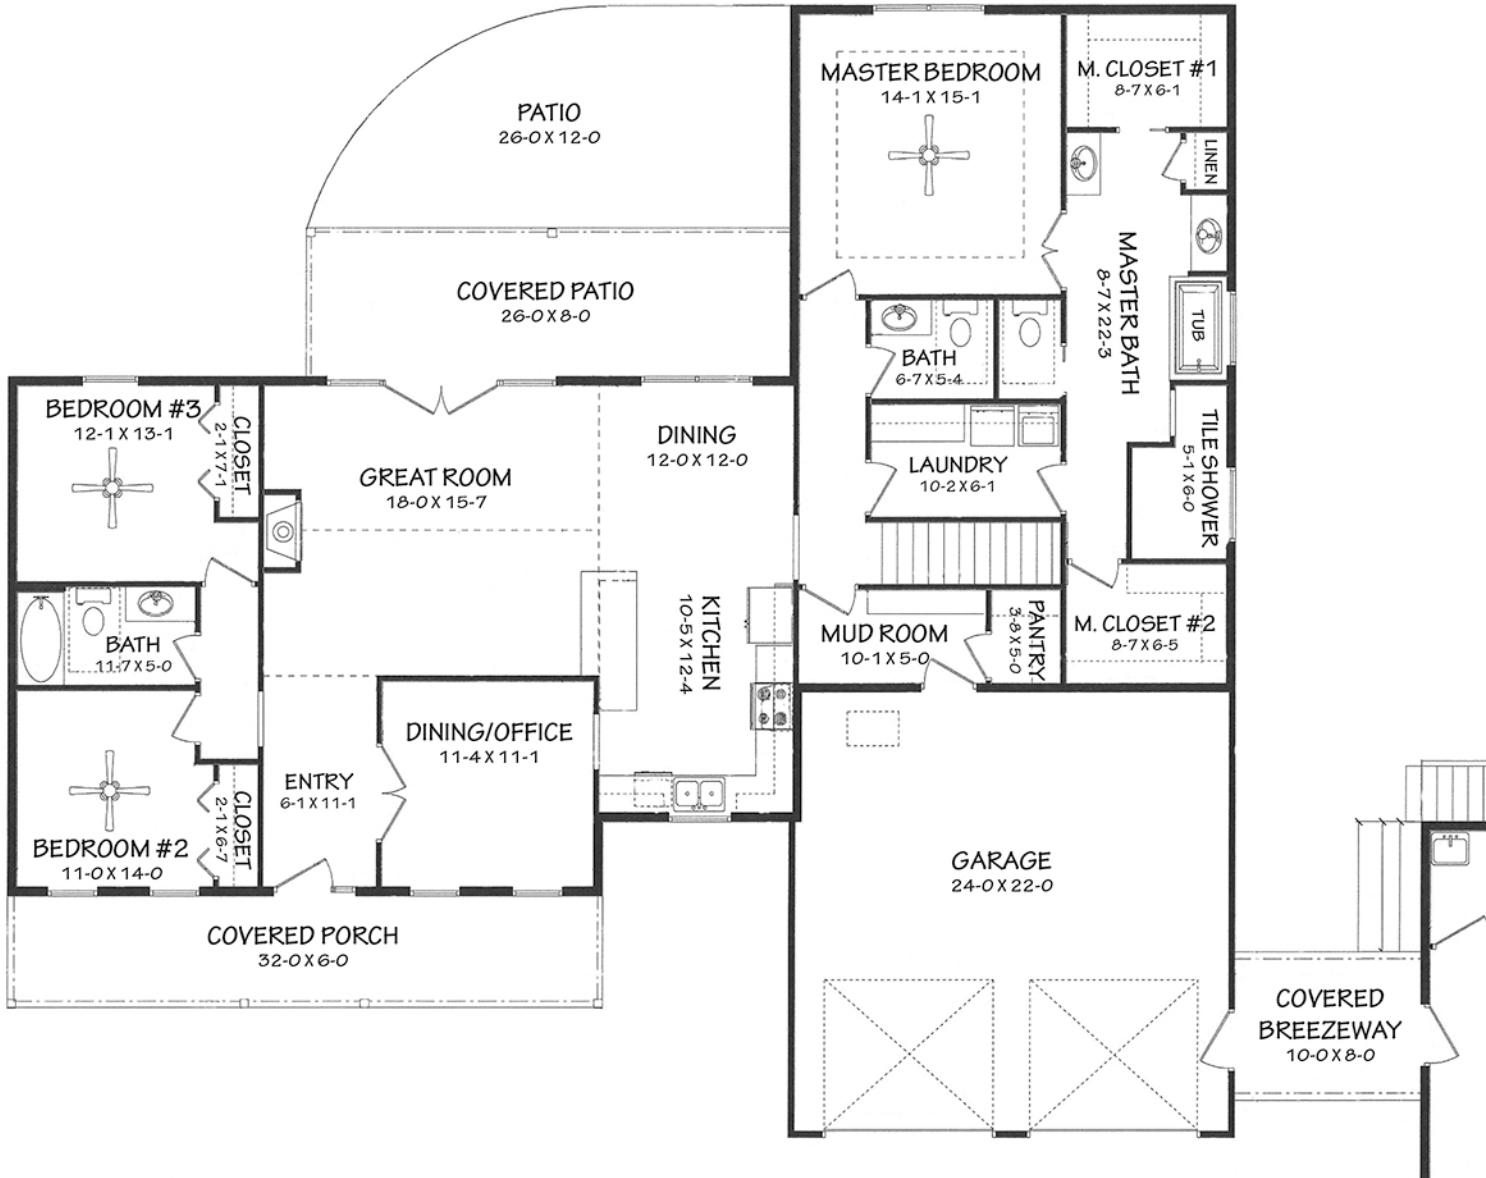 PATIO
26-0 X 12-0
COVERED PATIO
26-0 X 8-0
MASTER BEDROOM
14-1 X 15-1
M. CLOSET #1
8-7 X 6-1
LINEN
MASTER BATH
8-7 X 22-3
TUB
BATH
6-7 X 5-4
TILE SHOWER
5-1 X 6-0
LAUNDRY
10-2 X 6-1
BEDROOM #3
12-1 X 13-1
CLOSET
2-1 X 7-1
GREAT ROOM
18-0 X 15-7
DINING
12-0 X 12-0
KITCHEN
10-5 X 12-4
MUD ROOM
10-1 X 5-0
PANTRY
3-8 X 5-0
M. CLOSET #2
8-7 X 6-5
BATH
11-7 X 5-0
BEDROOM #2
11-0 X 14-0
CLOSET
2-1 X 6-7
ENTRY
6-1 X 11-1
DINING/OFFICE
11-4 X 11-1
GARAGE
24-0 X 22-0
COVERED PORCH
32-0 X 6-0
COVERED
BREEZEWAY
10-0 X 8-0